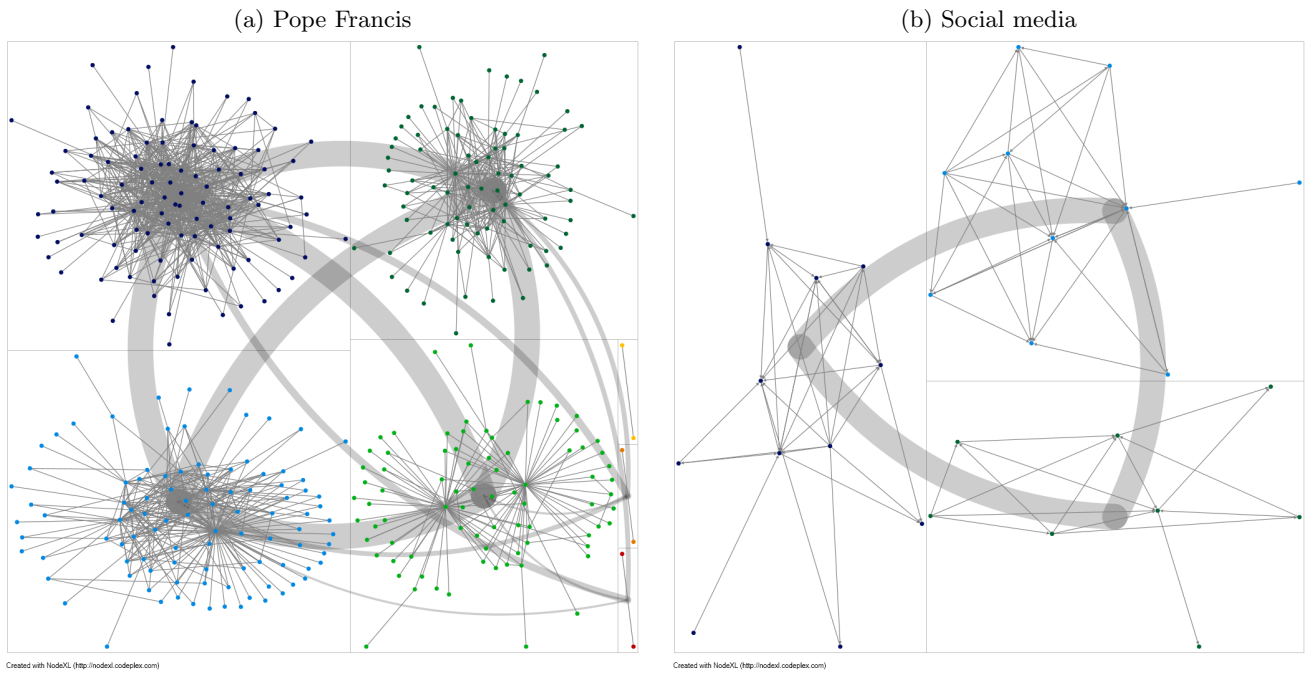 (a) Pope Francis
(b) Social media
Created with NodeXL (http://nodexl.codeplex.com)
Created with NodeXL (http://nodexl.codeplex.com)